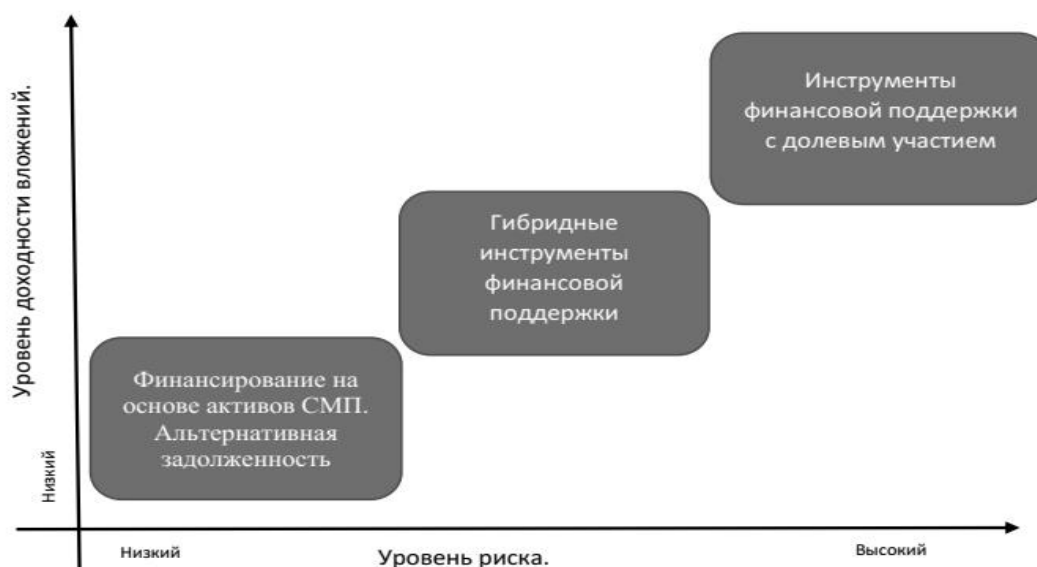 Уровень доходности вложений.
Инструменты
финансовой поддержки
с долевым участием
Гибридные
инструменты
финансовой
поддержки
Финансирование на
основе активов СМП.
Альтернативная
задолженность
Низкий
Низкий
Уровень риска.
Высокий